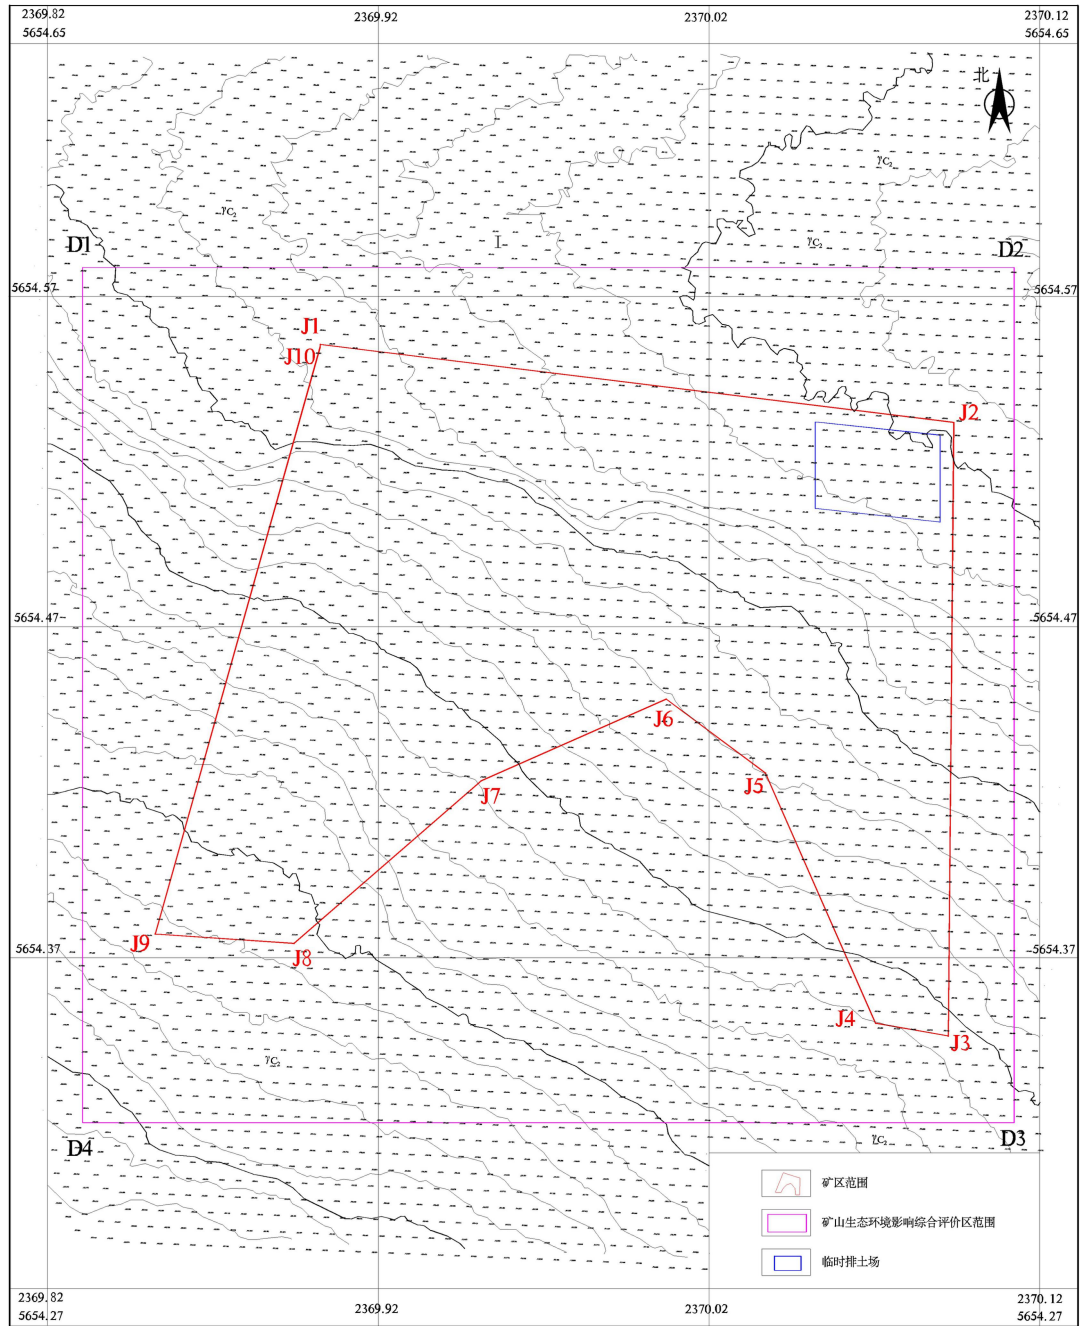 2369.82
5654.65
2369.92
2370.02
2370.12
5654.65
北
γC₂
γC₂
γC₂
I
D1
D2
5654.57
5654.57
J1
J10
J2
5654.47
5654.47
J6
J5
J7
J9
J8
5654.37
5654.37
J4
J3
γC₂
γC₂
D4
D3
矿区范围
矿山生态环境影响综合评价区范围
临时排土场
2369.82
5654.27
2369.92
2370.02
2370.12
5654.27